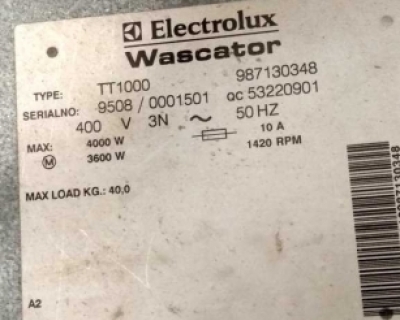 Electrolux
Wascator
TYPE: TT1000 987130348
SERIALNO: 9508 / 0001501 QC 53220901
400 V 3N ~ 50 HZ
MAX: 4000 W 10 A
M 3600 W 1420 RPM
MAX LOAD KG.: 40,0
A2
987130348